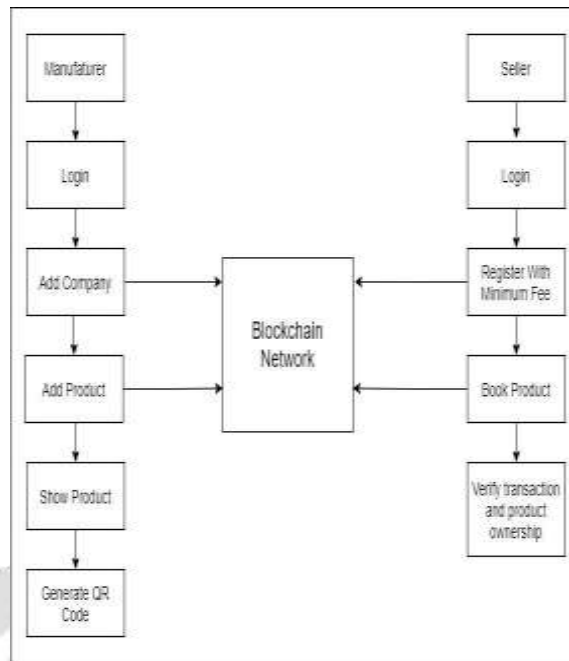 Manufaturer
Login
Add Company
Add Product
Show Product
Generate QR
Code
Blockchain
Network
Seller
Login
Register With
Minimum Fee
Book Product
Verify transaction
and product
ownership